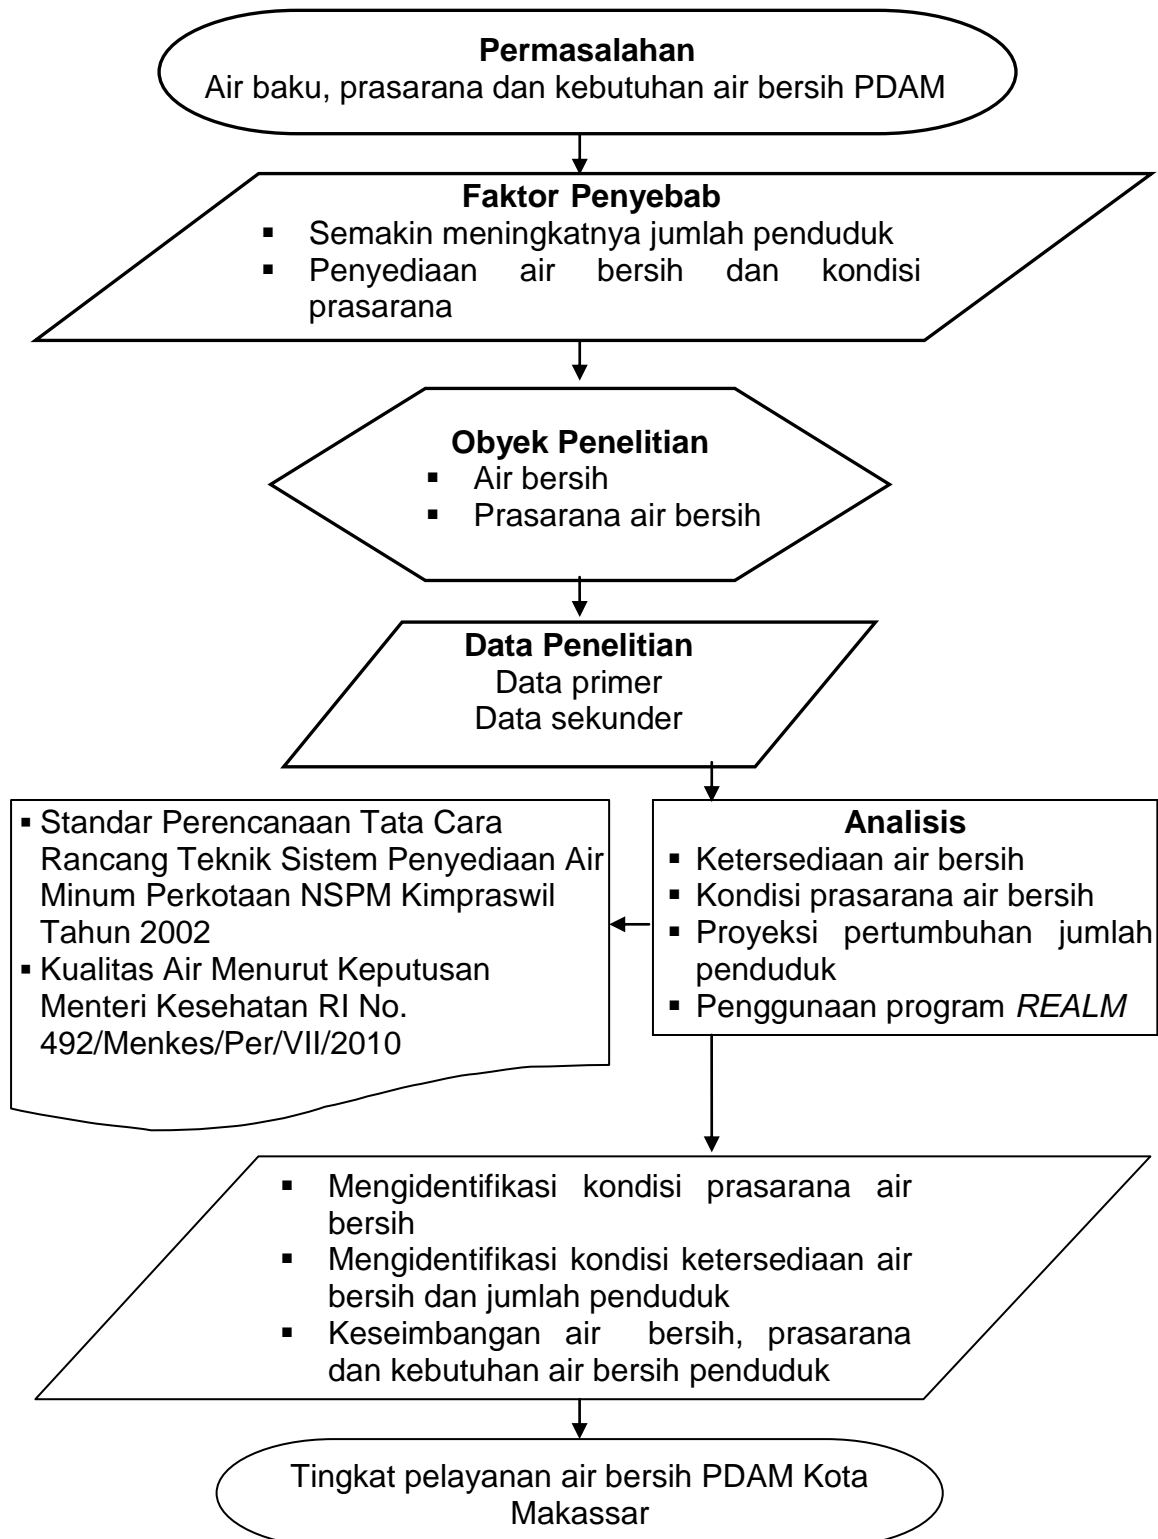 Permasalahan
Air baku, prasarana dan kebutuhan air bersih PDAM
Faktor Penyebab
▪ Semakin meningkatnya jumlah penduduk
▪ Penyediaan air bersih dan kondisi
prasarana
Obyek Penelitian
▪ Air bersih
▪ Prasarana air bersih
Data Penelitian
Data primer
Data sekunder
▪ Standar Perencanaan Tata Cara
Rancang Teknik Sistem Penyediaan Air
Minum Perkotaan NSPM Kimpraswil
Tahun 2002
▪ Kualitas Air Menurut Keputusan
Menteri Kesehatan RI No.
492/Menkes/Per/VII/2010
Analisis
▪ Ketersediaan air bersih
▪ Kondisi prasarana air bersih
▪ Proyeksi pertumbuhan jumlah
penduduk
▪ Penggunaan program REALM
▪ Mengidentifikasi kondisi prasarana air
bersih
▪ Mengidentifikasi kondisi ketersediaan air
bersih dan jumlah penduduk
▪ Keseimbangan air bersih, prasarana
dan kebutuhan air bersih penduduk
Tingkat pelayanan air bersih PDAM Kota
Makassar